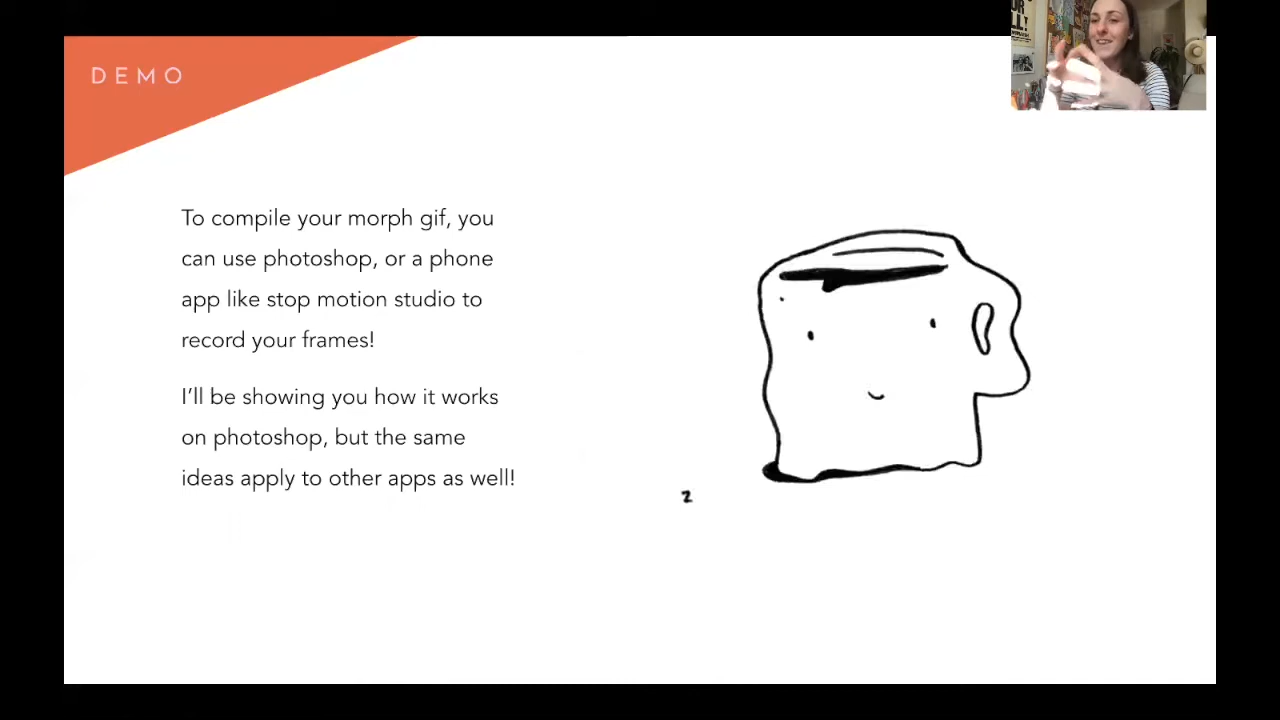 DEMO
To compile your morph gif, you
can use photoshop, or a phone
app like stop motion studio to
record your frames!
I'll be showing you how it works
on photoshop, but the same
ideas apply to other apps as well!
2